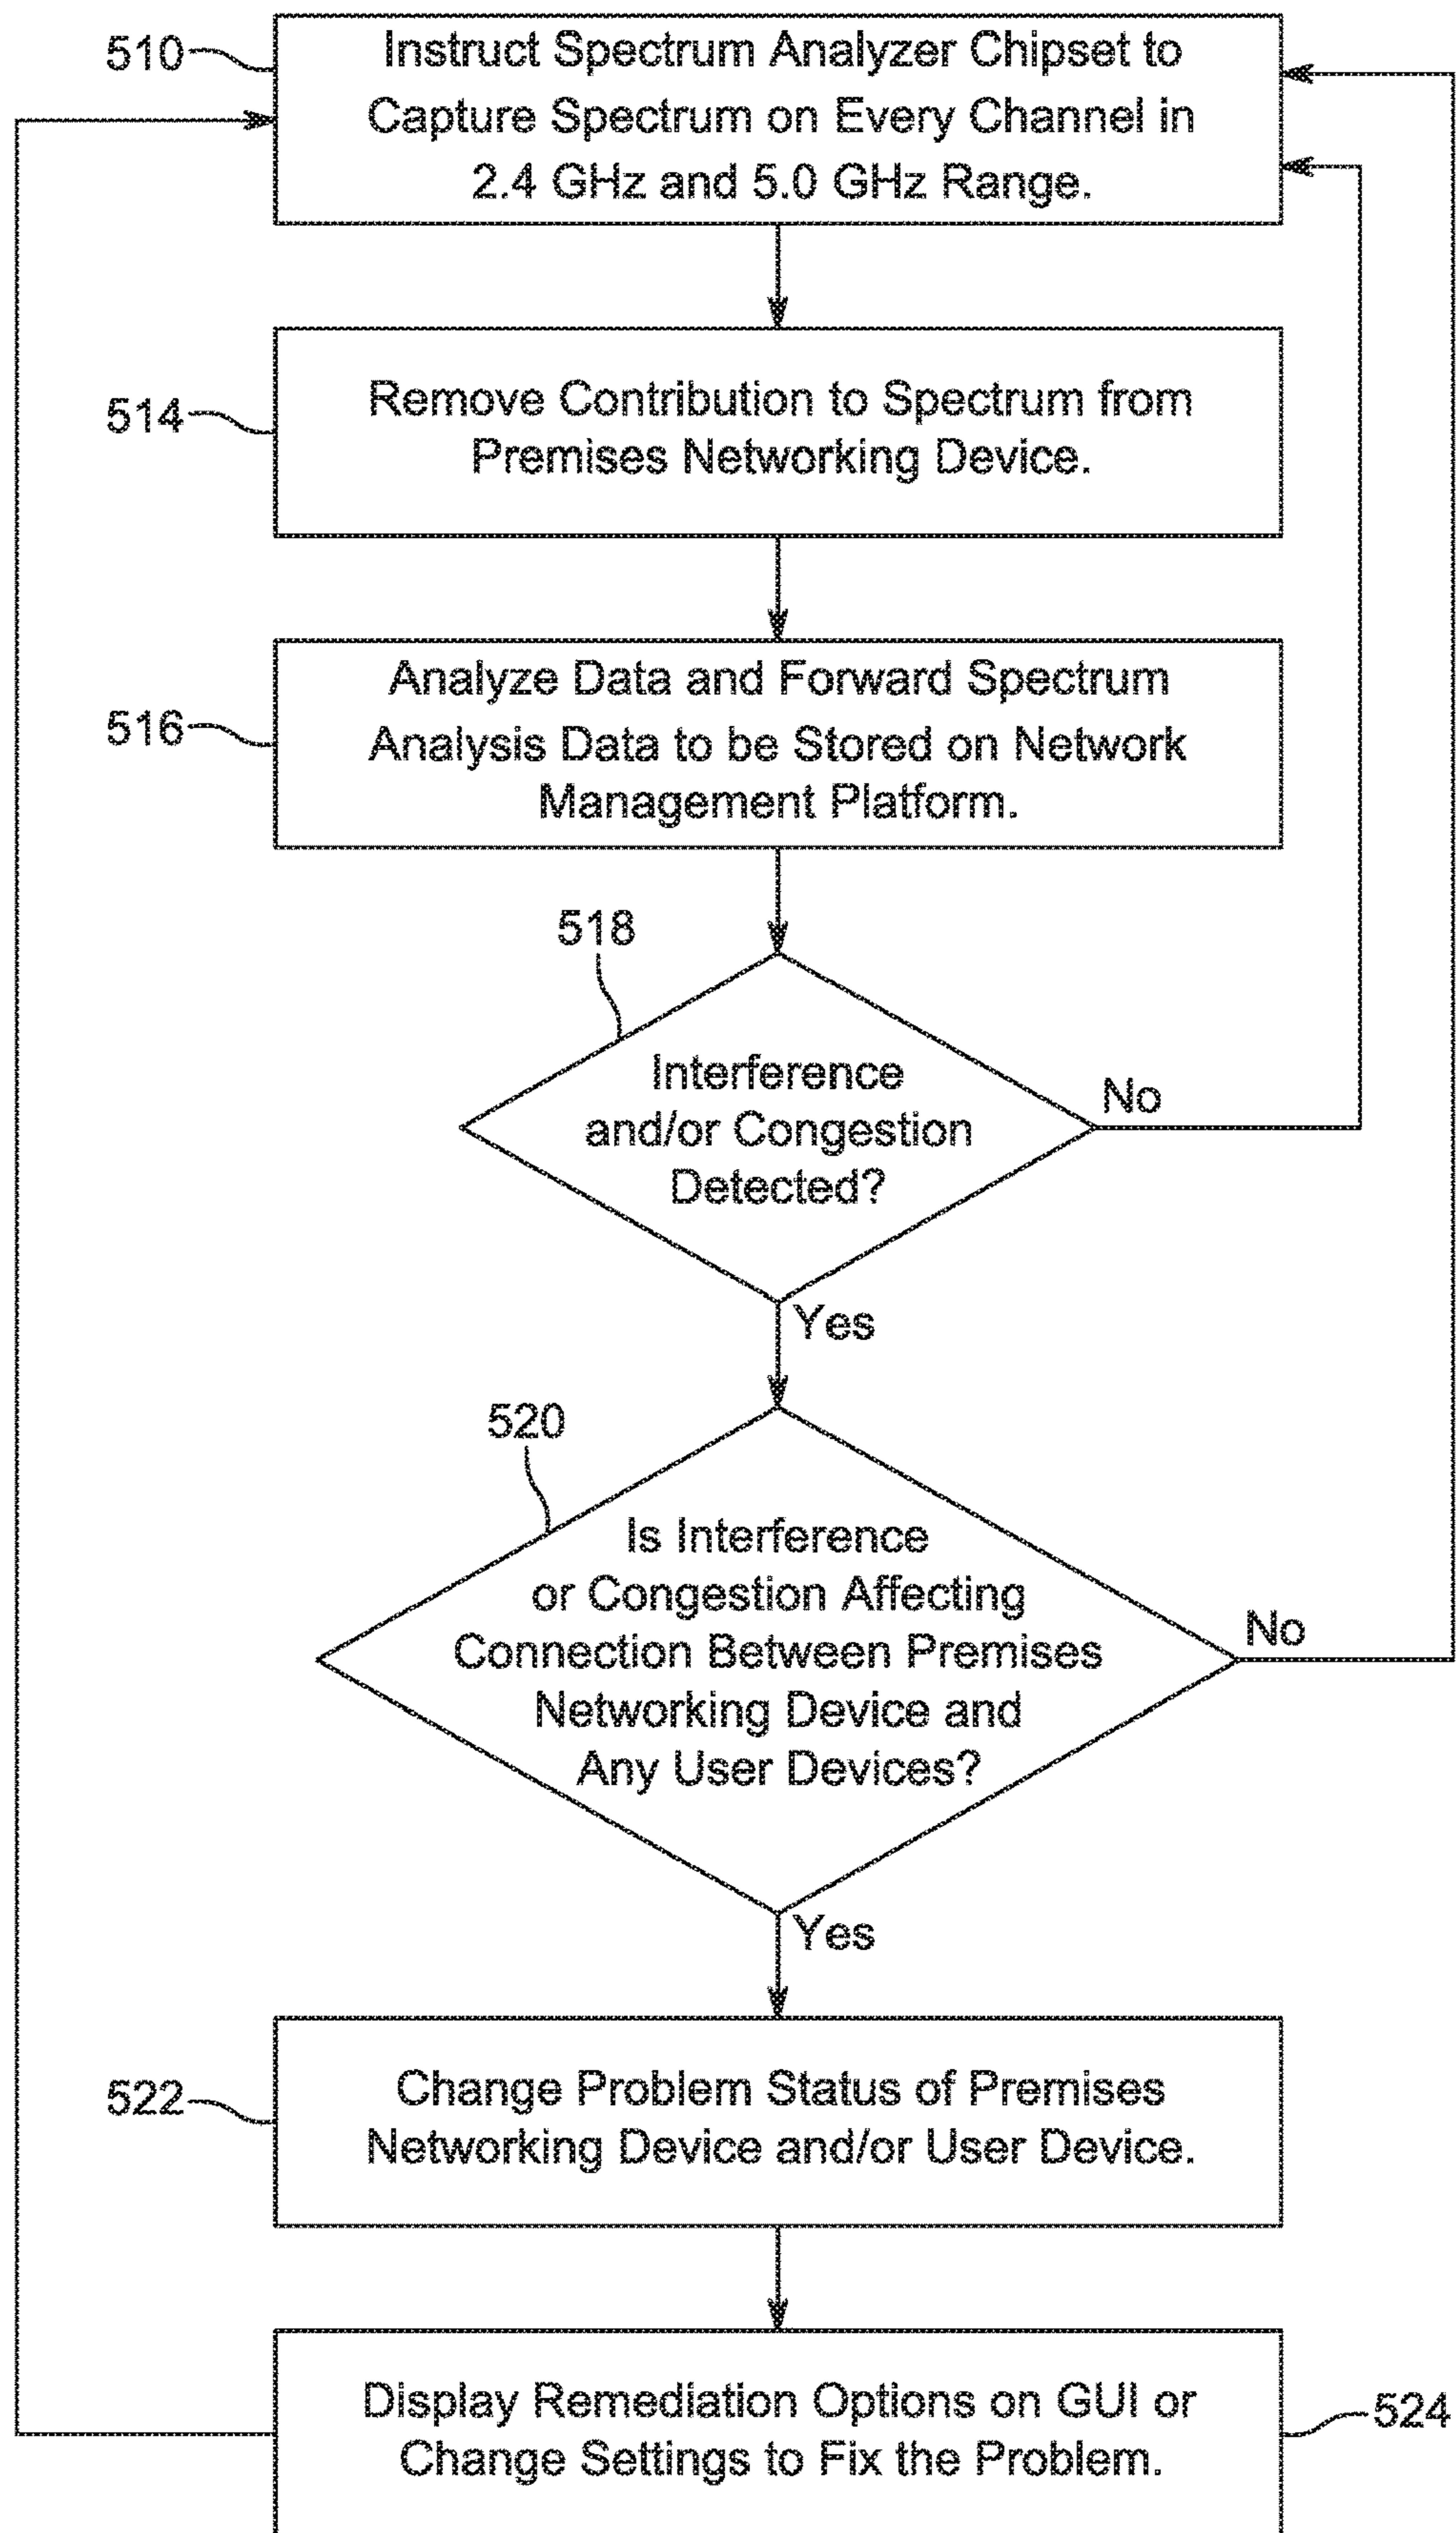 510
Instruct Spectrum Analyzer Chipset to
Capture Spectrum on Every Channel in
2.4 GHz and 5.0 GHz Range.
514
Remove Contribution to Spectrum from
Premises Networking Device.
516
Analyze Data and Forward Spectrum
Analysis Data to be Stored on Network
Management Platform.
518
Interference
and/or Congestion
Detected?
No
Yes
520
Is Interference
or Congestion Affecting
Connection Between Premises
Networking Device and
Any User Devices?
No
Yes
522
Change Problem Status of Premises
Networking Device and/or User Device.
Display Remediation Options on GUI or
Change Settings to Fix the Problem.
524